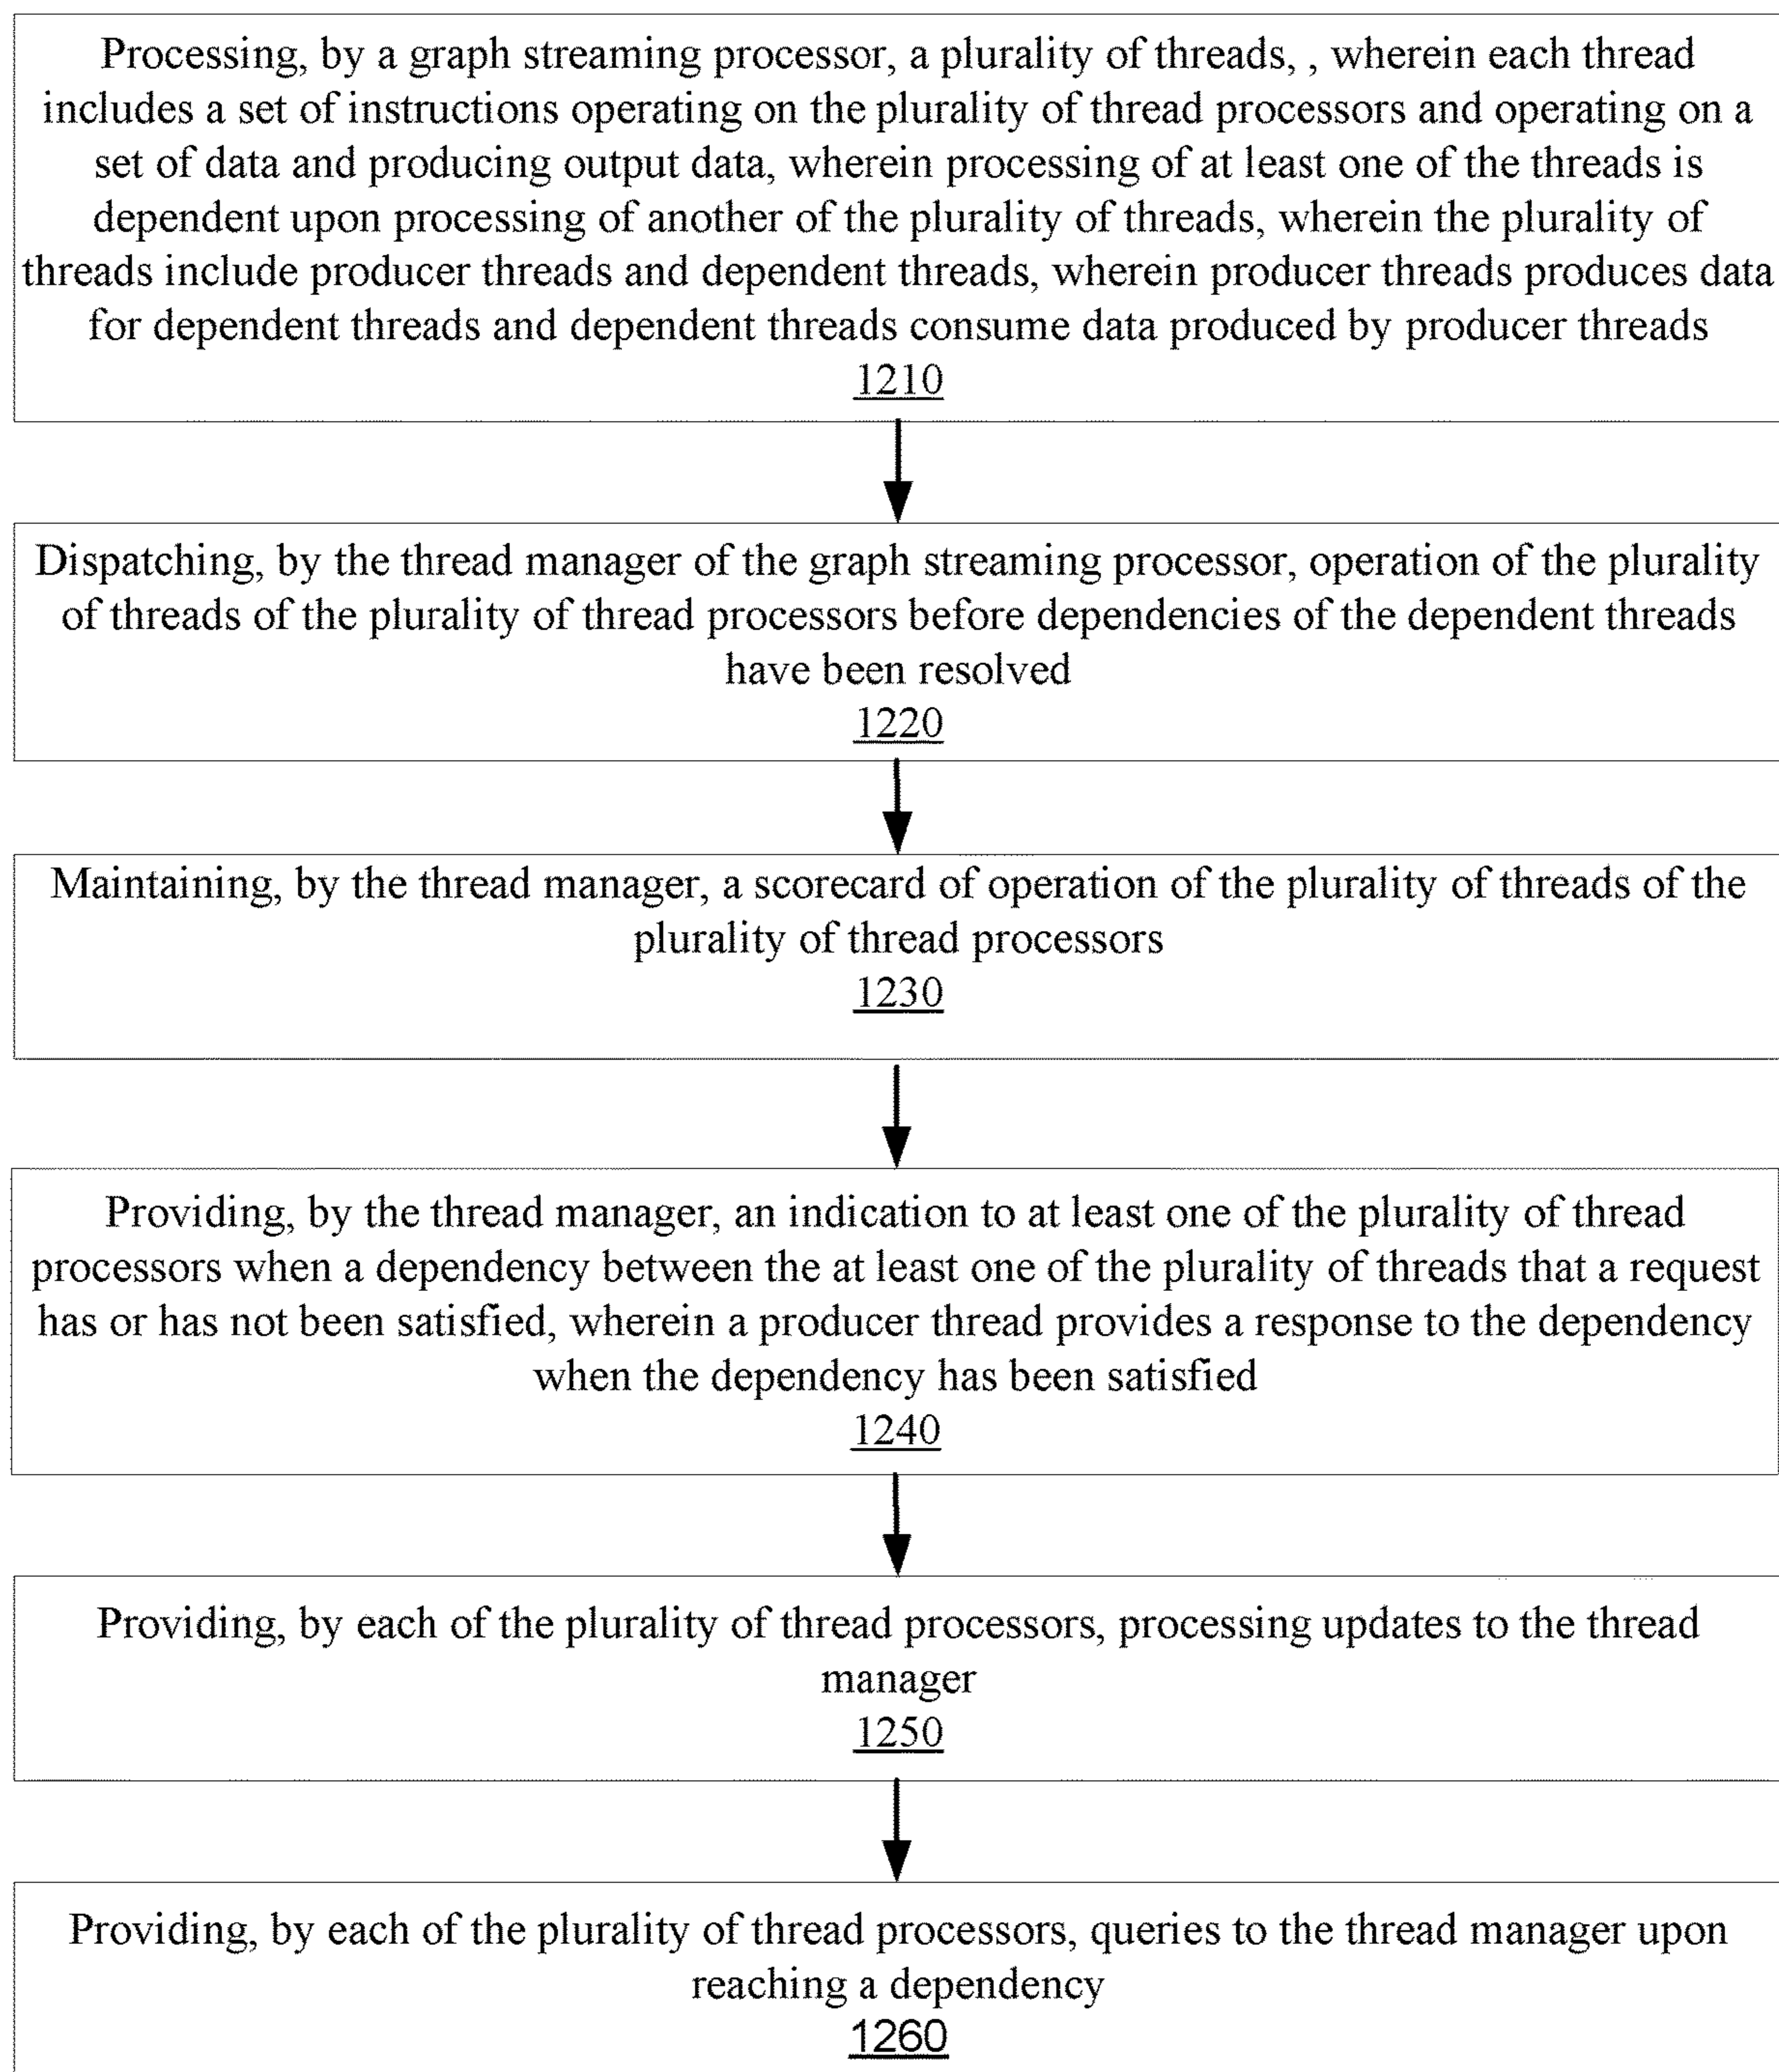 Processing, by a graph streaming processor, a plurality of threads, , wherein each thread
includes a set of instructions operating on the plurality of thread processors and operating on a
set of data and producing output data, wherein processing of at least one of the threads is
dependent upon processing of another of the plurality of threads, wherein the plurality of
threads include producer threads and dependent threads, wherein producer threads produces data
for dependent threads and dependent threads consume data produced by producer threads
1210
Dispatching, by the thread manager of the graph streaming processor, operation of the plurality
of threads of the plurality of thread processors before dependencies of the dependent threads
have been resolved
1220
Maintaining, by the thread manager, a scorecard of operation of the plurality of threads of the
plurality of thread processors
1230
Providing, by the thread manager, an indication to at least one of the plurality of thread
processors when a dependency between the at least one of the plurality of threads that a request
has or has not been satisfied, wherein a producer thread provides a response to the dependency
when the dependency has been satisfied
1240
Providing, by each of the plurality of thread processors, processing updates to the thread
manager
1250
Providing, by each of the plurality of thread processors, queries to the thread manager upon
reaching a dependency
1260